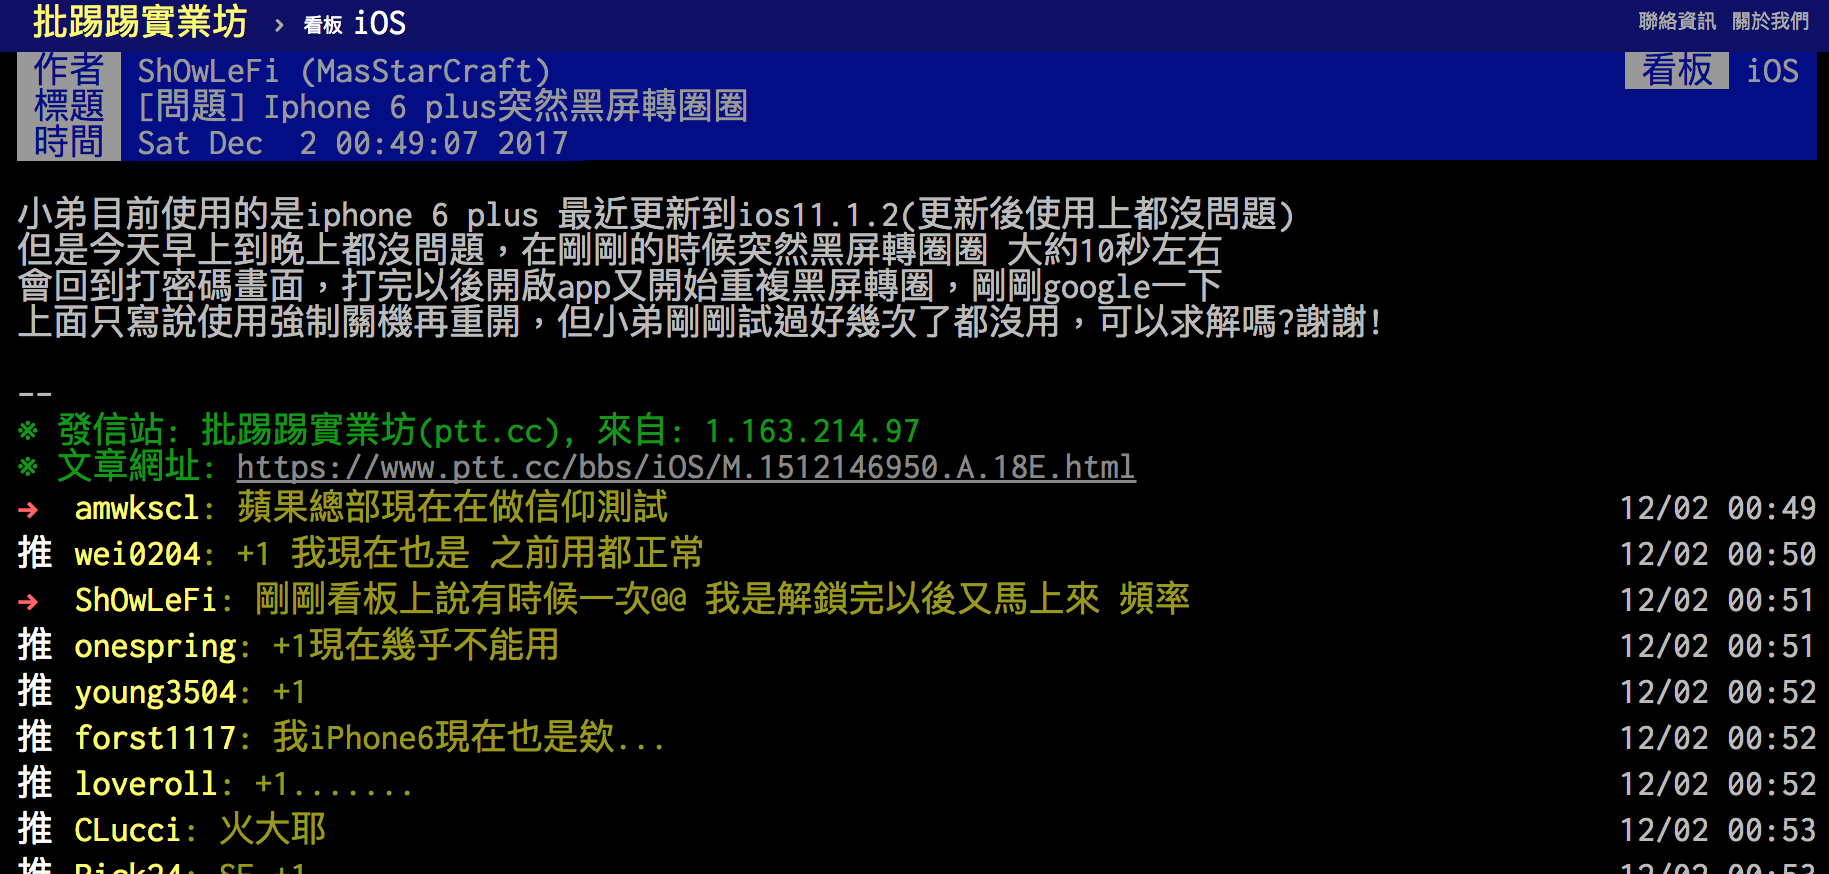 批踢踢實業坊 › 看板 iOS 聯絡資訊 關於我們
作者 ShOwLeFi (MasStarCraft) 看板 iOS
標題 [問題] Iphone 6 plus突然黑屏轉圈圈
時間 Sat Dec  2 00:49:07 2017
小弟目前使用的是iphone 6 plus 最近更新到ios11.1.2(更新後使用上都沒問題)
但是今天早上到晚上都沒問題，在剛剛的時候突然黑屏轉圈圈 大約10秒左右
會回到打密碼畫面，打完以後開啟app又開始重複黑屏轉圈，剛剛google一下
上面只寫說使用強制關機再重開，但小弟剛剛試過好幾次了都沒用，可以求解嗎?謝謝!
--
※ 發信站: 批踢踢實業坊(ptt.cc), 來自: 1.163.214.97
※ 文章網址: https://www.ptt.cc/bbs/iOS/M.1512146950.A.18E.html
→ amwkscl: 蘋果總部現在在做信仰測試 12/02 00:49
推 wei0204: +1 我現在也是 之前用都正常 12/02 00:50
→ ShOwLeFi: 剛剛看板上說有時候一次@@ 我是解鎖完以後又馬上來 頻率 12/02 00:51
推 onespring: +1現在幾乎不能用 12/02 00:51
推 young3504: +1 12/02 00:52
推 forst1117: 我iPhone6現在也是欸... 12/02 00:52
推 loveroll: +1....... 12/02 00:52
推 CLucci: 火大耶 12/02 00:53
推 Rick24: SE +1 12/02 00:53